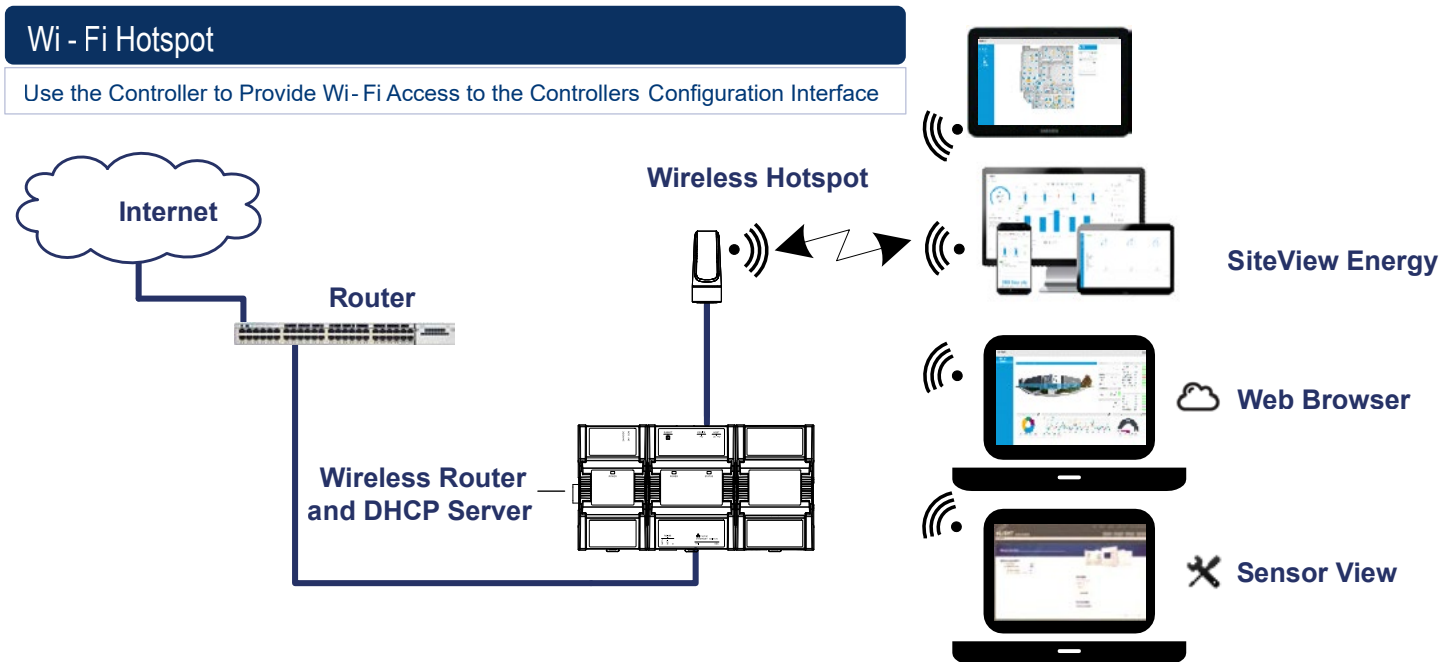 Wi - Fi Hotspot
Use the Controller to Provide Wi-Fi Access to the Controllers Configuration Interface
Wireless Hotspot
Internet
SiteView Energy
Router
Web Browser
Wireless Router
and DHCP Server
Sensor View
SAMSUNG